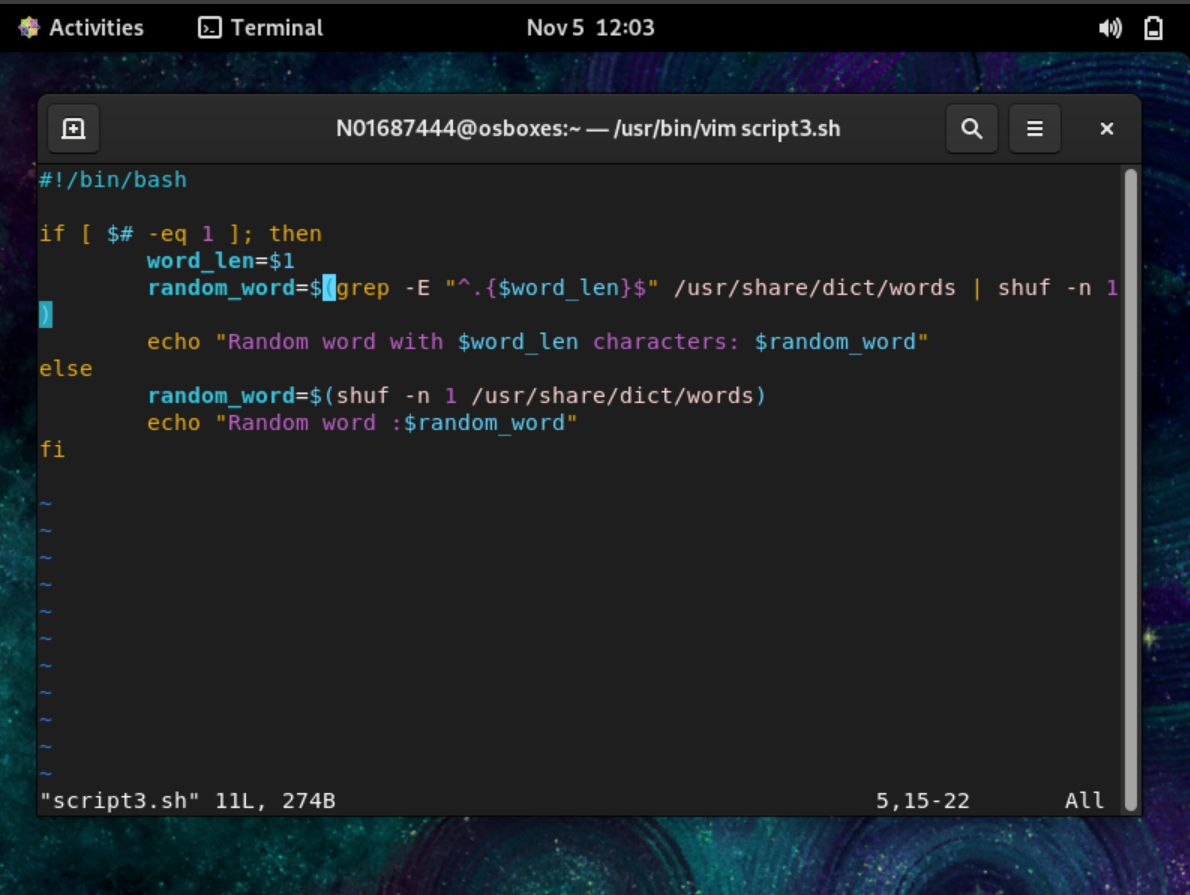 Activities Terminal Nov 5 12:03
N01687444@osboxes:~ — /usr/bin/vim script3.sh
#!/bin/bash
if [ $# -eq 1 ]; then
word_len=$1
random_word=$(grep -E "^.{$word_len}$" /usr/share/dict/words | shuf -n 1
)
echo "Random word with $word_len characters: $random_word"
else
random_word=$(shuf -n 1 /usr/share/dict/words)
echo "Random word :$random_word"
fi
~
~
~
~
~
~
~
~
~
~
~
"script3.sh" 11L, 274B 5,15-22 All